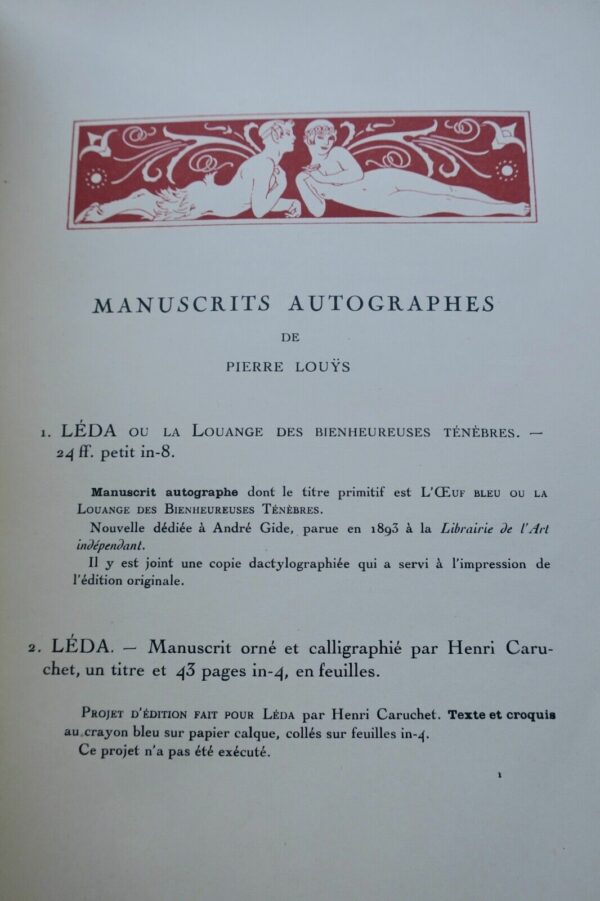 MANUSCRITS AUTOGRAPHES
DE
PIERRE LOUŸS
1. LÉDA OU LA LOUANGE DES BIENHEUREUSES TÉNÈBRES. —
24 ff. petit in-8.
Manuscrit autographe dont le titre primitif est L'ŒUF BLEU OU LA
LOUANGE DES BIENHEUREUSES TÉNÈBRES.
Nouvelle dédiée à André Gide, parue en 1893 à la Librairie de l'Art
indépendant.
Il y est joint une copie dactylographiée qui a servi à l'impression de
l'édition originale.
2. LÉDA. — Manuscrit orné et calligraphié par Henri Caru-
chet, un titre et 43 pages in-4, en feuilles.
PROJET D'ÉDITION FAIT POUR LÉDA par Henri Caruchet. Texte et croquis
au crayon bleu sur papier calque, collés sur feuilles in-4.
Ce projet n'a pas été exécuté.
1